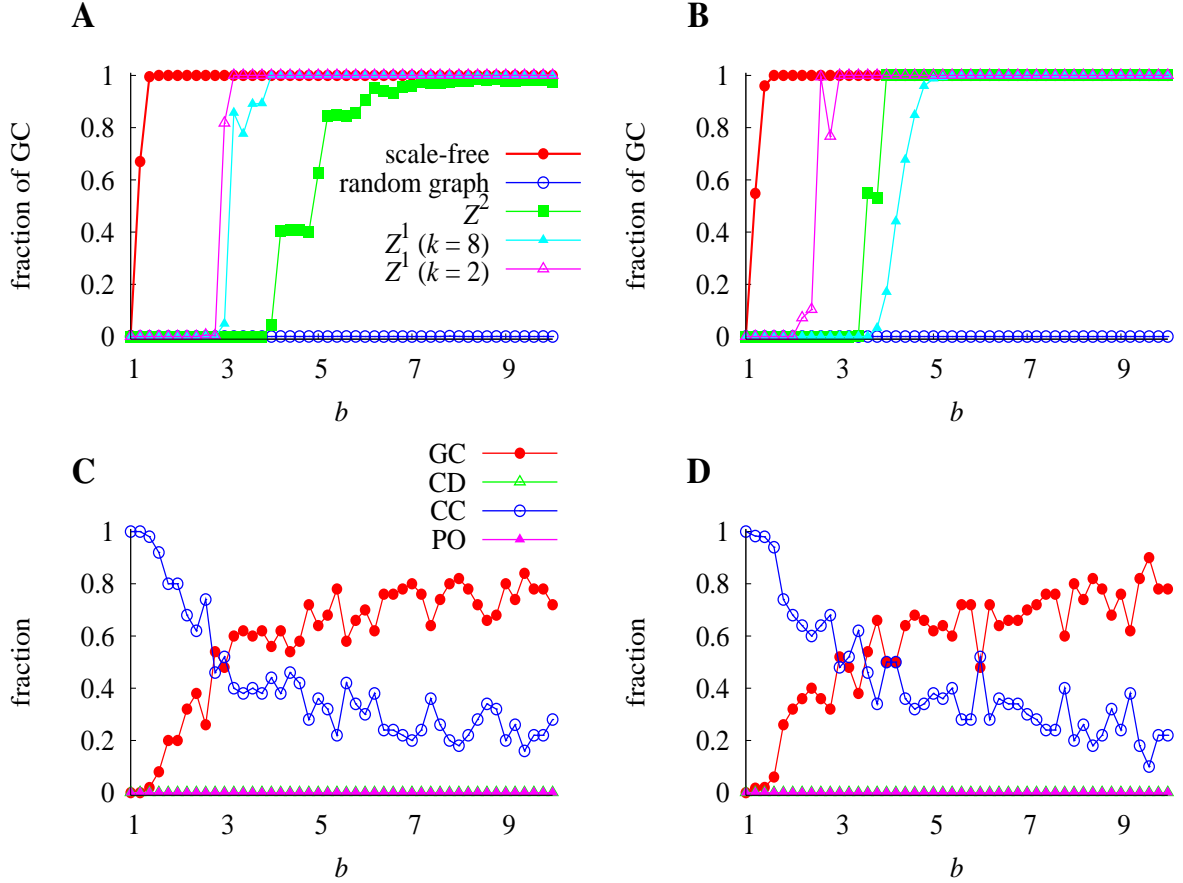 A
fraction of GC
1
0.8
0.6
0.4
0.2
0
1 3 5 7 9
b
scale-free
random graph
Z²
Z¹ (k = 8)
Z¹ (k = 2)
B
fraction of GC
1
0.8
0.6
0.4
0.2
0
1 3 5 7 9
b
C
GC
CD
CC
PO
fraction
1
0.8
0.6
0.4
0.2
0
1 3 5 7 9
b
D
fraction
1
0.8
0.6
0.4
0.2
0
1 3 5 7 9
b